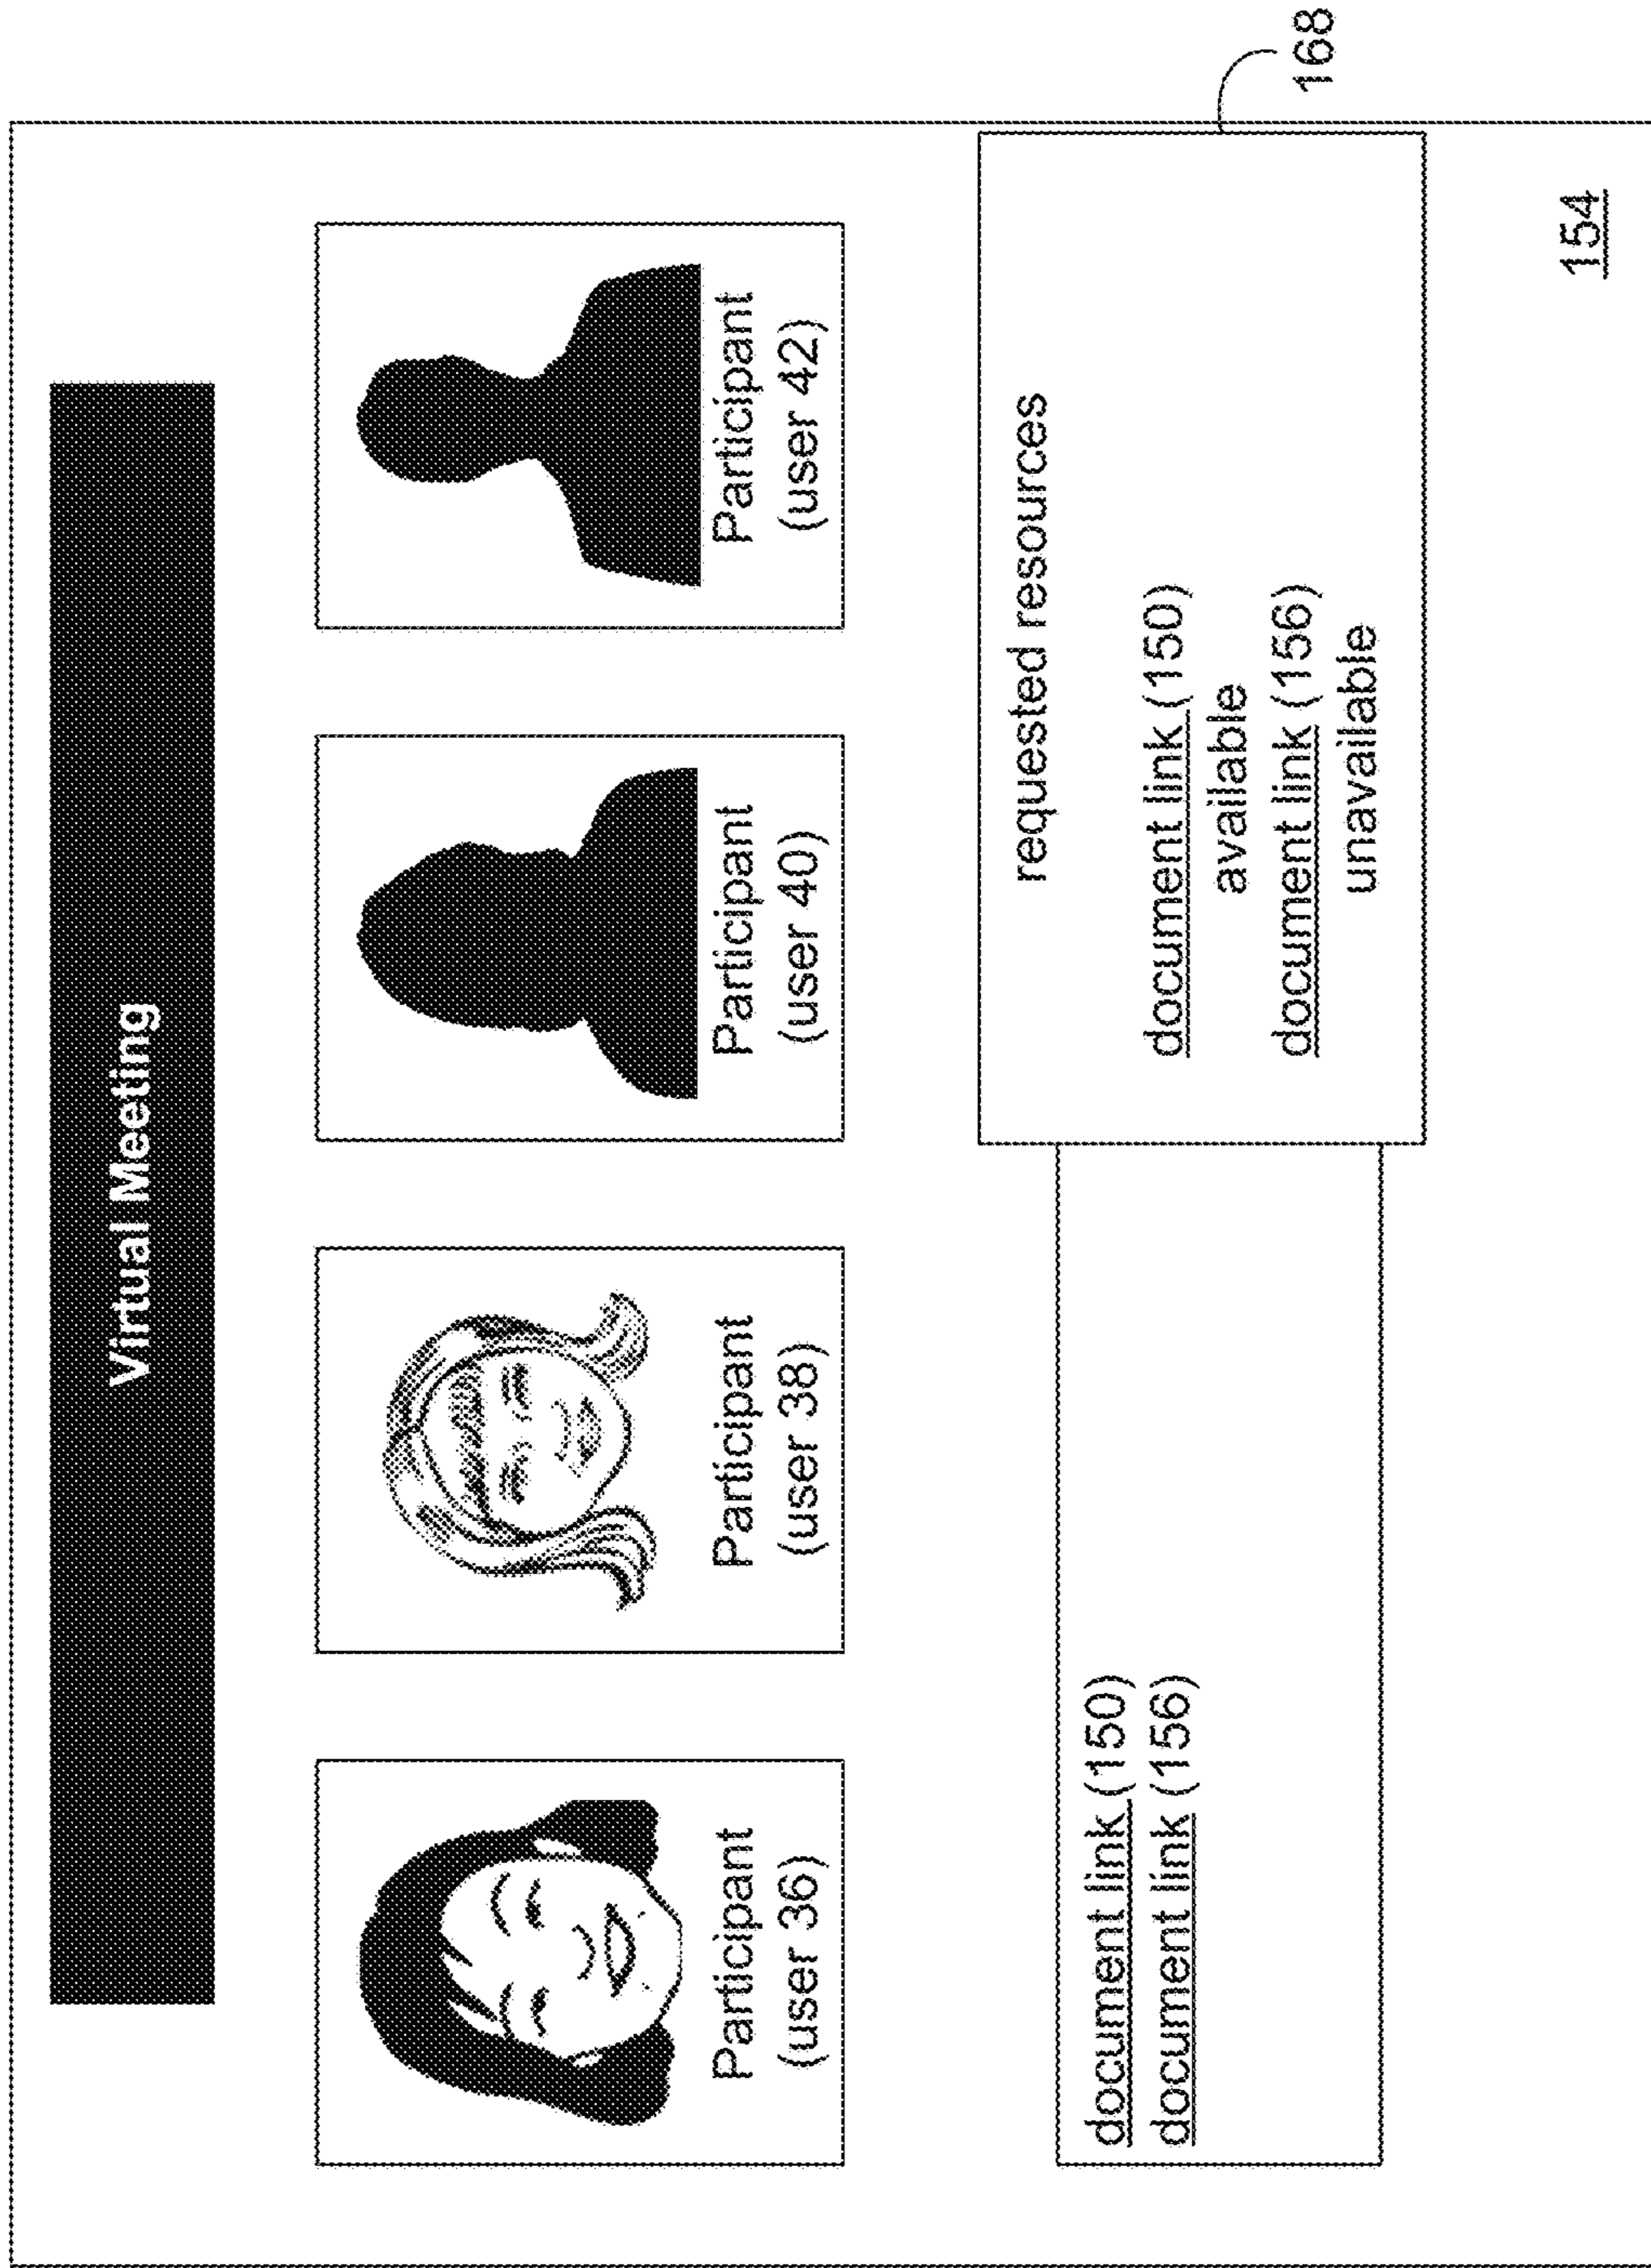 Virtual Meeting
Participant
(user 36)
Participant
(user 38)
Participant
(user 40)
Participant
(user 42)
document link (150)
document link (156)
requested resources
document link (150)
available
document link (156)
unavailable
168
154